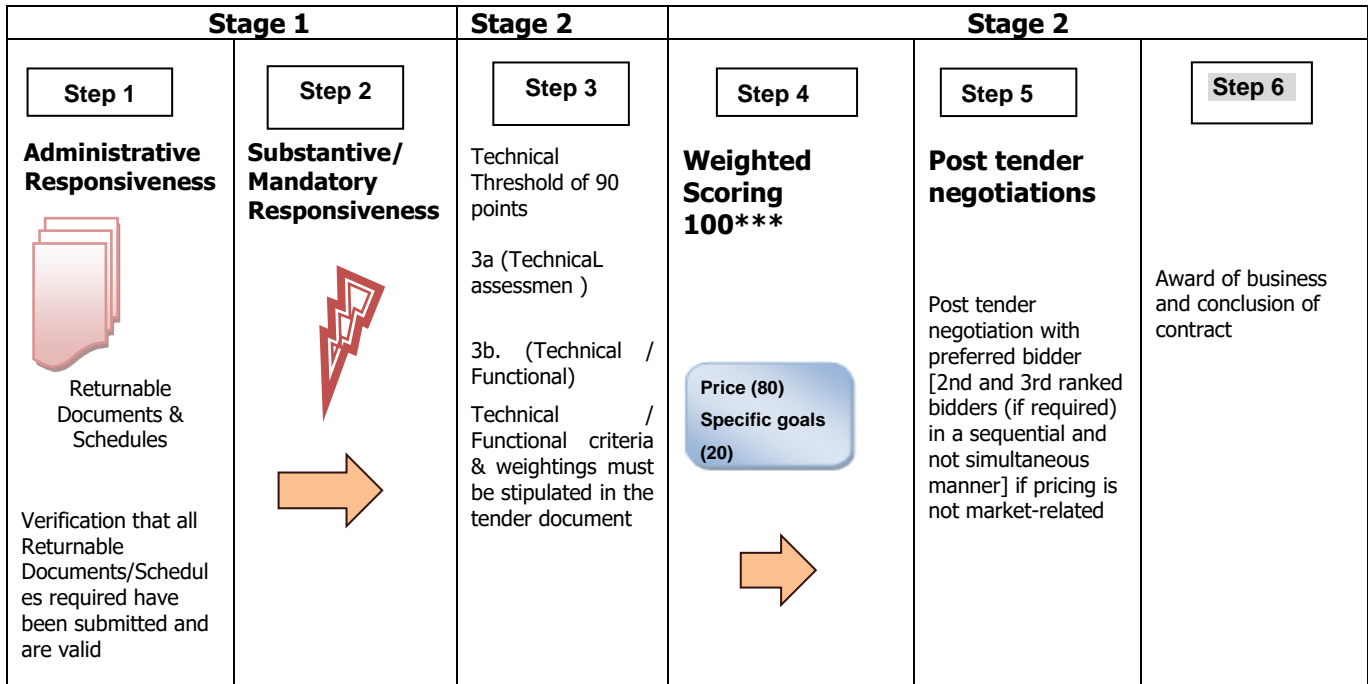 Stage 1
Stage 2
Stage 2
Step 1
Administrative
Responsiveness
Returnable
Documents &
Schedules
Verification that all
Returnable
Documents/Schedul
es required have
been submitted and
are valid
Step 2
Substantive/
Mandatory
Responsiveness
Step 3
Technical
Threshold of 90
points
3a (TechnicaL
assessmen )
3b. (Technical /
Functional)
Technical /
Functional criteria
& weightings must
be stipulated in the
tender document
Step 4
Weighted
Scoring
100***
Price (80)
Specific goals
(20)
Step 5
Post tender
negotiations
Post tender
negotiation with
preferred bidder
[2nd and 3rd ranked
bidders (if required)
in a sequential and
not simultaneous
manner] if pricing is
not market-related
Step 6
Award of business
and conclusion of
contract